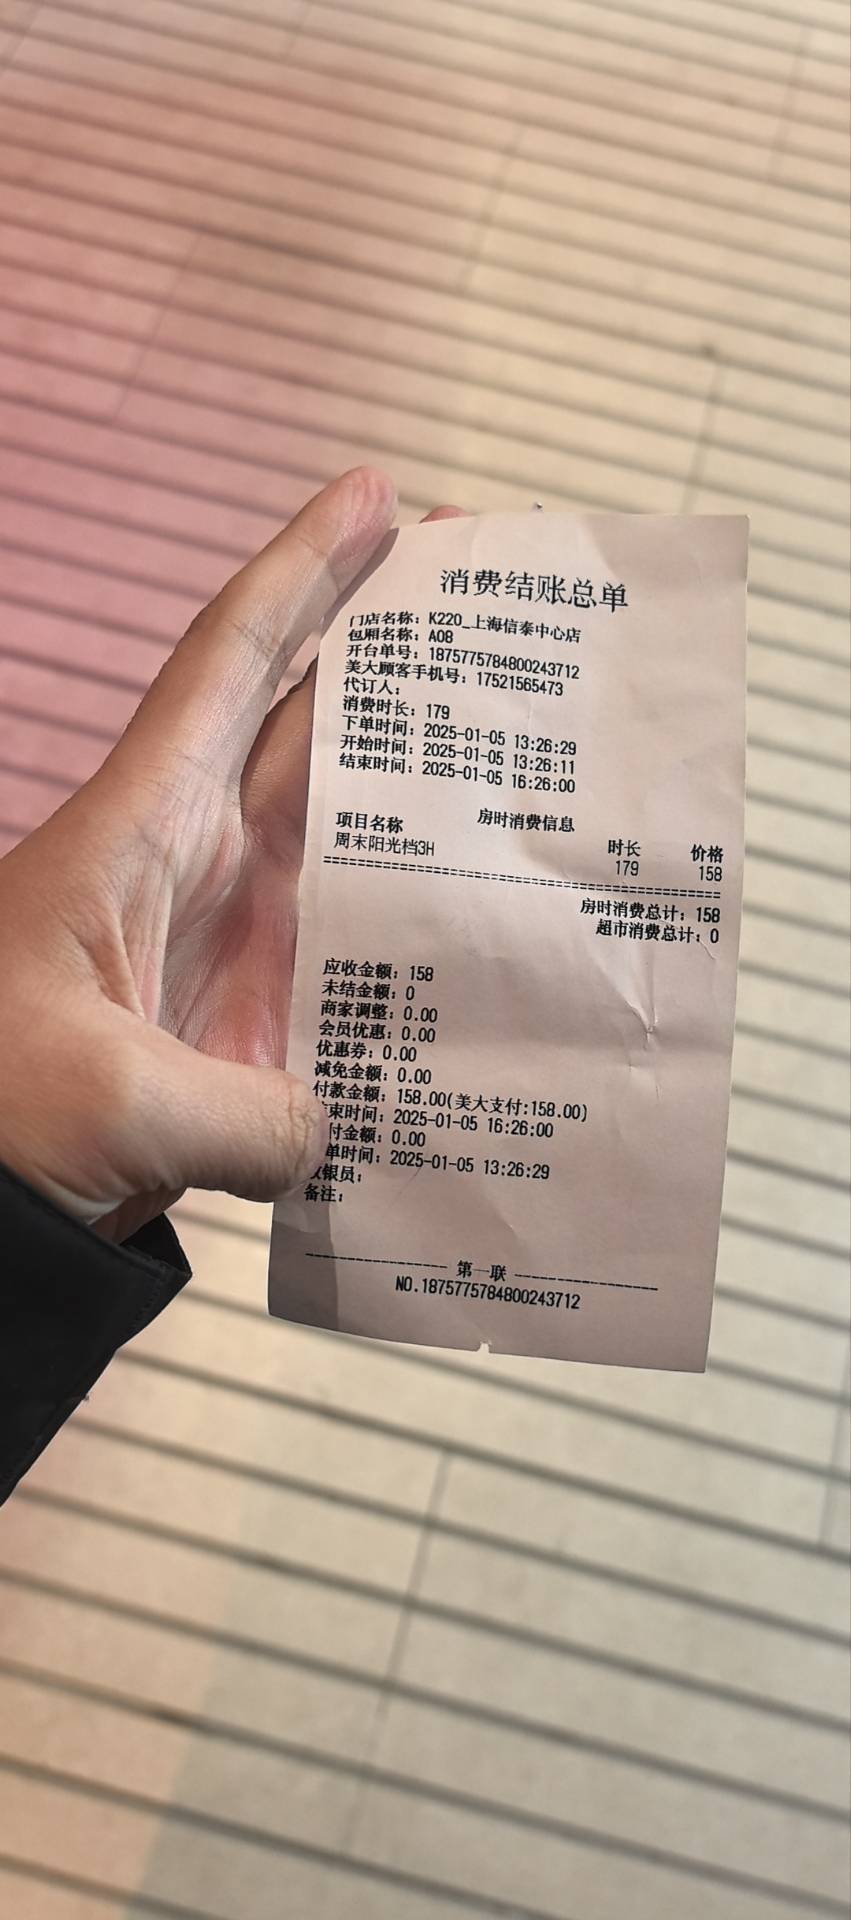 消费结账总单
门店名称：K220_上海信泰中心店
包厢名称：A08
开台单号：1875775784800243712
美大顾客手机号：17521565473
代订人：
消费时长：179
下单时间：2025-01-05 13:26:29
开始时间：2025-01-05 13:26:11
结束时间：2025-01-05 16:26:00
房时消费信息
项目名称 时长 价格
周末阳光档3H 179 158
房时消费总计：158
超市消费总计：0
应收金额：158
未结金额：0
商家调整：0.00
会员优惠：0.00
优惠券：0.00
减免金额：0.00
付款金额：158.00(美大支付:158.00)
束时间：2025-01-05 16:26:00
付金额：0.00
单时间：2025-01-05 13:26:29
银员：
备注：
第一联
NO.1875775784800243712